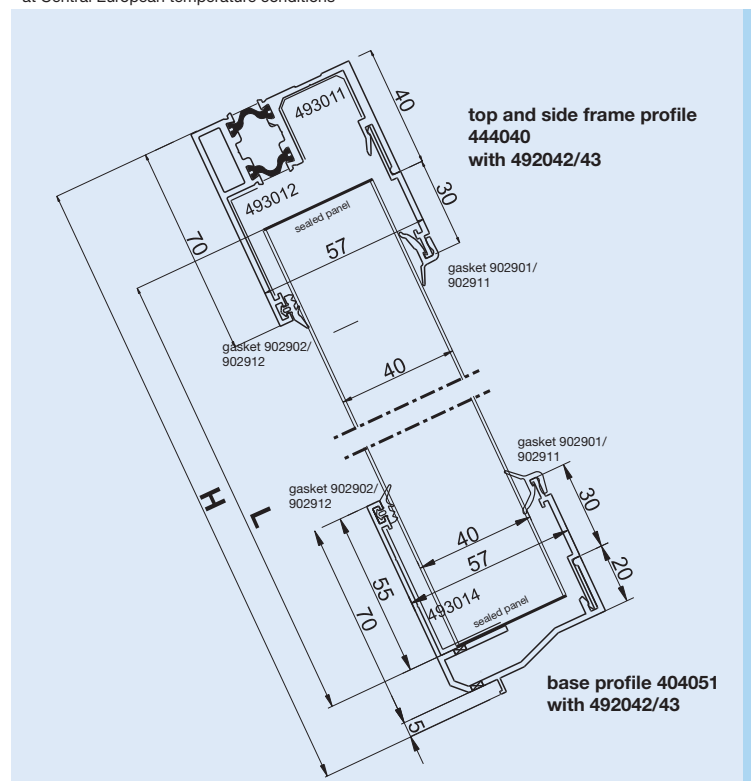 at Central European temperature conditions
40
493011
top and side frame profile
444040
with 492042/43
30
493012
sealed panel
70
57
gasket 902901/
902911
gasket 902902/
902912
40
gasket 902901/
902911
H
L
gasket 902902/
902912
30
40
57
55
70
493014
20
sealed panel
base profile 404051
with 492042/43
5